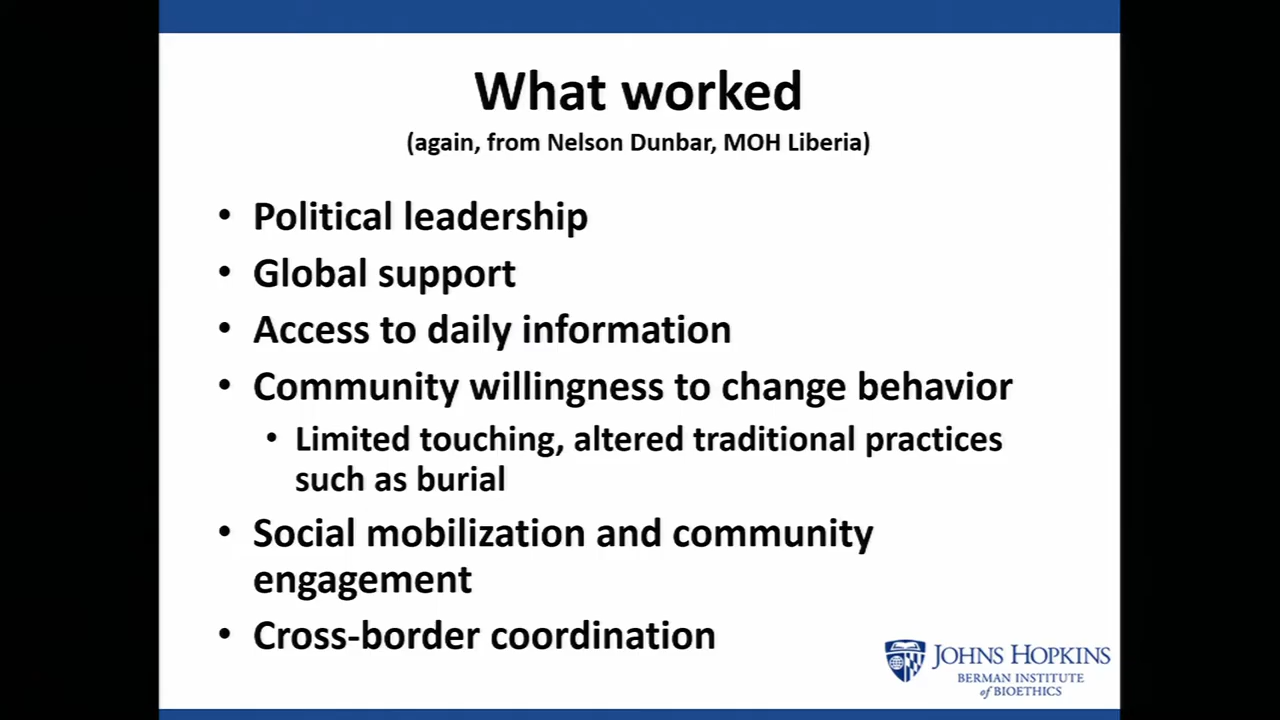 What worked
(again, from Nelson Dunbar, MOH Liberia)
• Political leadership
• Global support
• Access to daily information
• Community willingness to change behavior
• Limited touching, altered traditional practices
such as burial
• Social mobilization and community
engagement
• Cross-border coordination
JOHNS HOPKINS
BERMAN INSTITUTE
of BIOETHICS